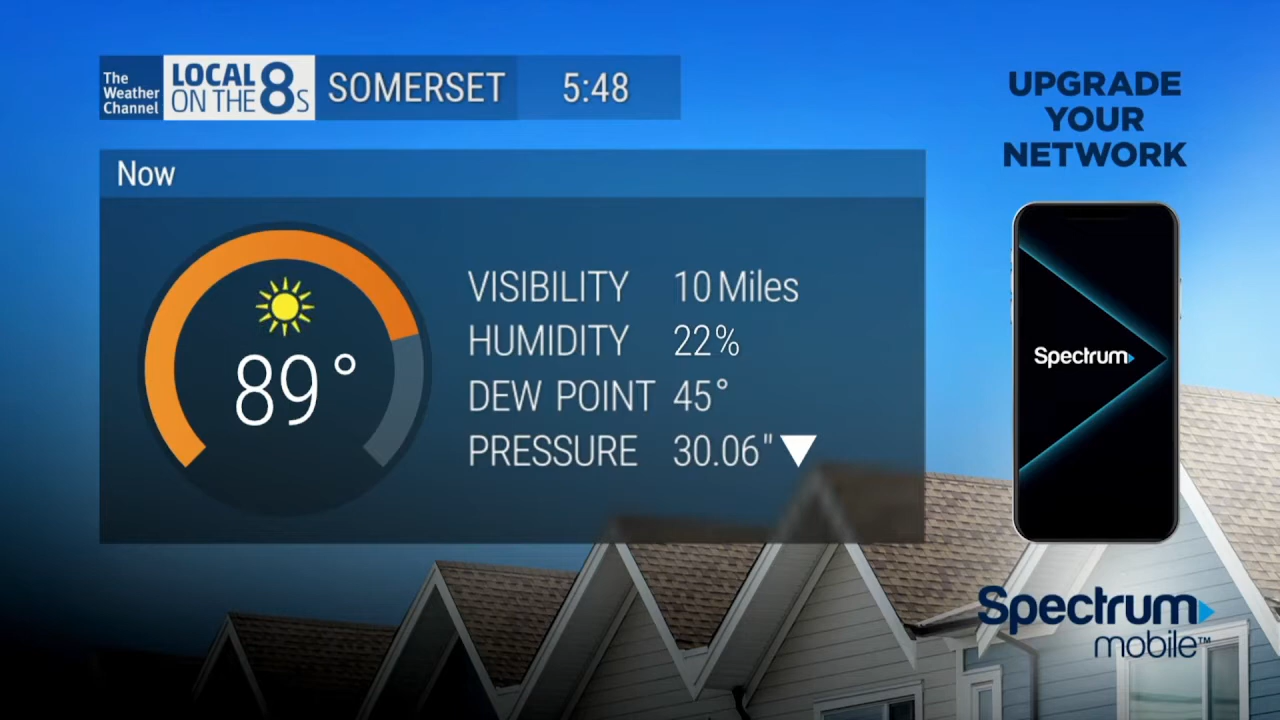 The Weather Channel
LOCAL ON THE 8s
SOMERSET
5:48
Now
89°
VISIBILITY 10 Miles
HUMIDITY 22%
DEW POINT 45°
PRESSURE 30.06"
UPGRADE
YOUR
NETWORK
Spectrum
Spectrum
mobile™